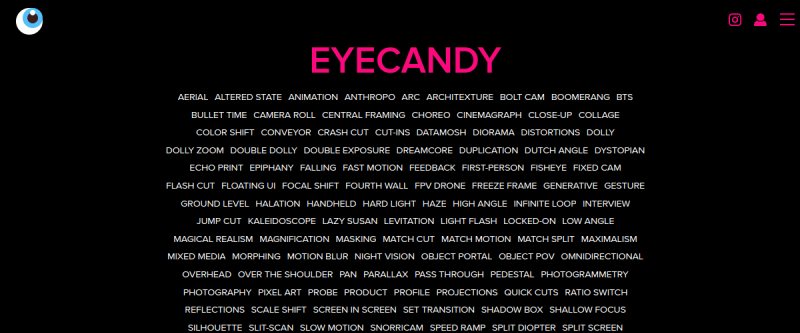 EYECANDY
AERIAL ALTERED STATE ANIMATION ANTHROPO ARC ARCHITEXTURE BOLT CAM BOOMERANG BTS
BULLET TIME CAMERA ROLL CENTRAL FRAMING CHOREO CINEMAGRAPH CLOSE-UP COLLAGE
COLOR SHIFT CONVEYOR CRASH CUT CUT-INS DATAMOSH DIORAMA DISTORTIONS DOLLY
DOLLY ZOOM DOUBLE DOLLY DOUBLE EXPOSURE DREAMCORE DUPLICATION DUTCH ANGLE DYSTOPIAN
ECHO PRINT EPIPHANY FALLING FAST MOTION FEEDBACK FIRST-PERSON FISHEYE FIXED CAM
FLASH CUT FLOATING UI FOCAL SHIFT FOURTH WALL FPV DRONE FREEZE FRAME GENERATIVE GESTURE
GROUND LEVEL HALATION HANDHELD HARD LIGHT HAZE HIGH ANGLE INFINITE LOOP INTERVIEW
JUMP CUT KALEIDOSCOPE LAZY SUSAN LEVITATION LIGHT FLASH LOCKED-ON LOW ANGLE
MAGICAL REALISM MAGNIFICATION MASKING MATCH CUT MATCH MOTION MATCH SPLIT MAXIMALISM
MIXED MEDIA MORPHING MOTION BLUR NIGHT VISION OBJECT PORTAL OBJECT POV OMNIDIRECTIONAL
OVERHEAD OVER THE SHOULDER PAN PARALLAX PASS THROUGH PEDESTAL PHOTOGRAMMETRY
PHOTOGRAPHY PIXEL ART PROBE PRODUCT PROFILE PROJECTIONS QUICK CUTS RATIO SWITCH
REFLECTIONS SCALE SHIFT SCREEN IN SCREEN SET TRANSITION SHADOW BOX SHALLOW FOCUS
SILHOUETTE SLIT-SCAN SLOW MOTION SNORRICAM SPEED RAMP SPLIT DIOPTER SPLIT SCREEN